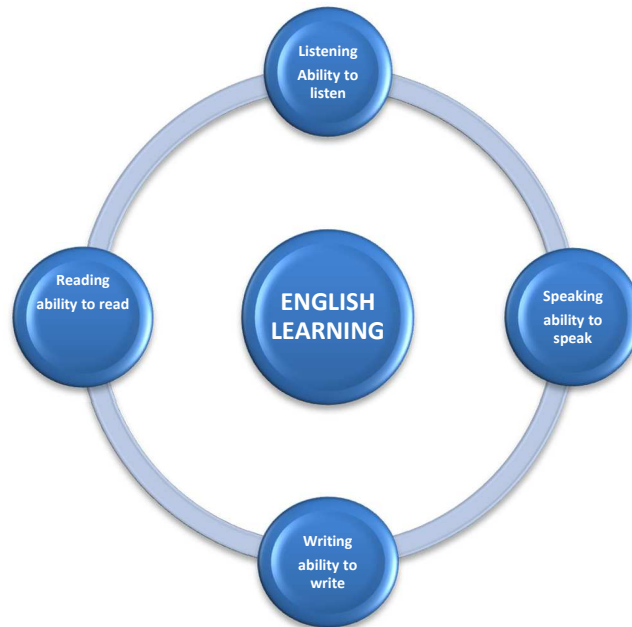 Listening
Ability to
listen
Reading
ability to read
ENGLISH
LEARNING
Speaking
ability to
speak
Writing
ability to
write